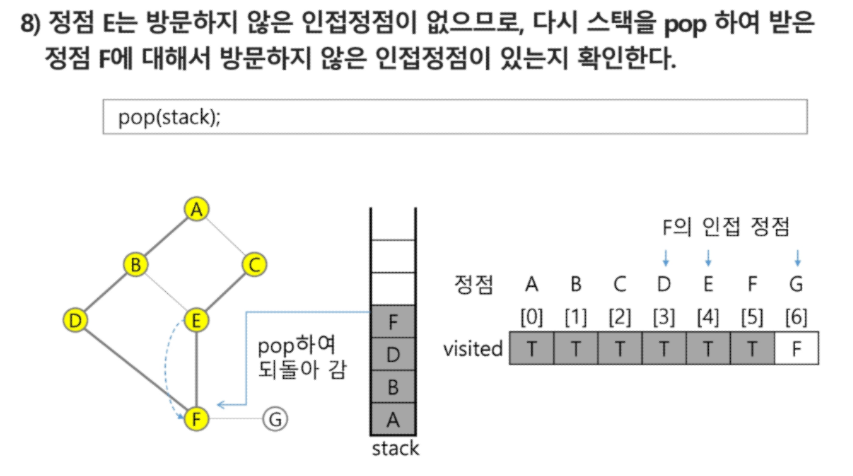 8) 정점 E는 방문하지 않은 인접정점이 없으므로, 다시 스택을 pop 하여 받은
정점 F에 대해서 방문하지 않은 인접정점이 있는지 확인한다.
pop(stack);
A
B
C
D
E
F
G
pop하여
되돌아 감
F
D
B
A
stack
F의 인접 정점
정점 A B C D E F G
[0] [1] [2] [3] [4] [5] [6]
visited T T T T T T F